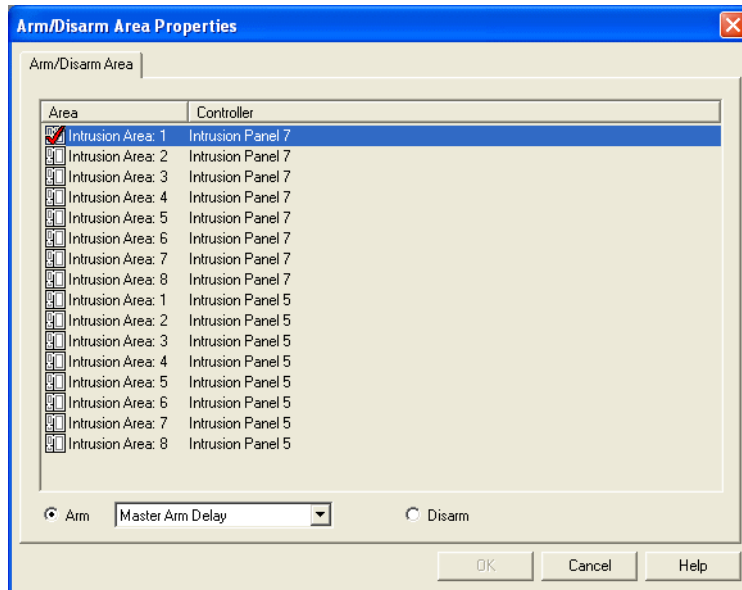 Arm/Disarm Area Properties
Arm/Disarm Area
Area Controller
Intrusion Area: 1 Intrusion Panel 7
Intrusion Area: 2 Intrusion Panel 7
Intrusion Area: 3 Intrusion Panel 7
Intrusion Area: 4 Intrusion Panel 7
Intrusion Area: 5 Intrusion Panel 7
Intrusion Area: 6 Intrusion Panel 7
Intrusion Area: 7 Intrusion Panel 7
Intrusion Area: 8 Intrusion Panel 7
Intrusion Area: 1 Intrusion Panel 5
Intrusion Area: 2 Intrusion Panel 5
Intrusion Area: 3 Intrusion Panel 5
Intrusion Area: 4 Intrusion Panel 5
Intrusion Area: 5 Intrusion Panel 5
Intrusion Area: 6 Intrusion Panel 5
Intrusion Area: 7 Intrusion Panel 5
Intrusion Area: 8 Intrusion Panel 5
Arm Master Arm Delay Disarm
OK Cancel Help